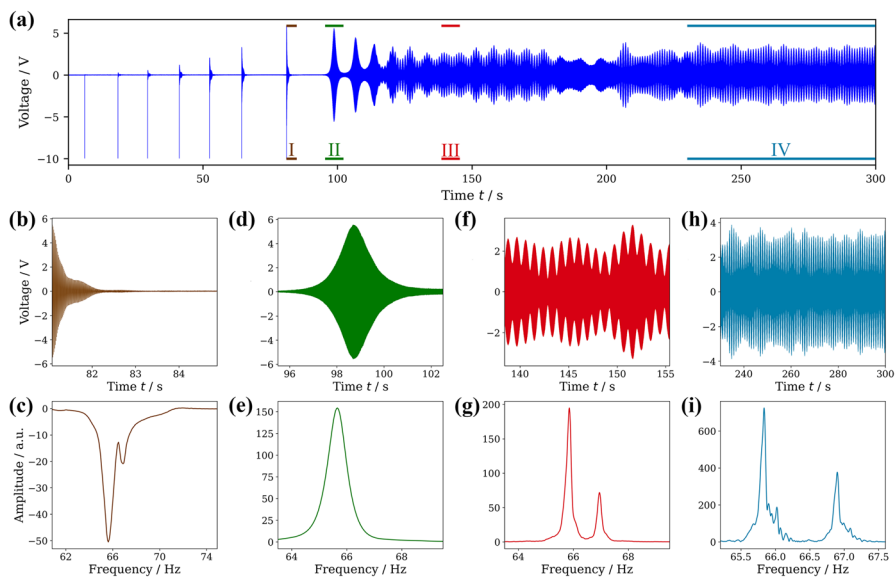 (a)
Voltage / V
5
0
−5
−10
I II III IV
0 50 100 150 200 250 300
Time t / s
(b) (d) (f) (h)
Voltage / V
6
4
2
0
−2
−4
−6
82 83 84
Time t / s
6
4
2
0
−2
−4
−6
96 98 100 102
Time t / s
2
0
−2
140 145 150 155
Time t / s
4
2
0
−2
−4
240 260 280 300
Time t / s
(c) (e) (g) (i)
Amplitude / a.u.
0
−10
−20
−30
−40
−50
62 66 70 74
Frequency / Hz
150
125
100
75
50
25
0
64 66 68
Frequency / Hz
200
150
100
50
0
64 66 68
Frequency / Hz
600
400
200
0
65.5 66.0 66.5 67.0 67.5
Frequency / Hz